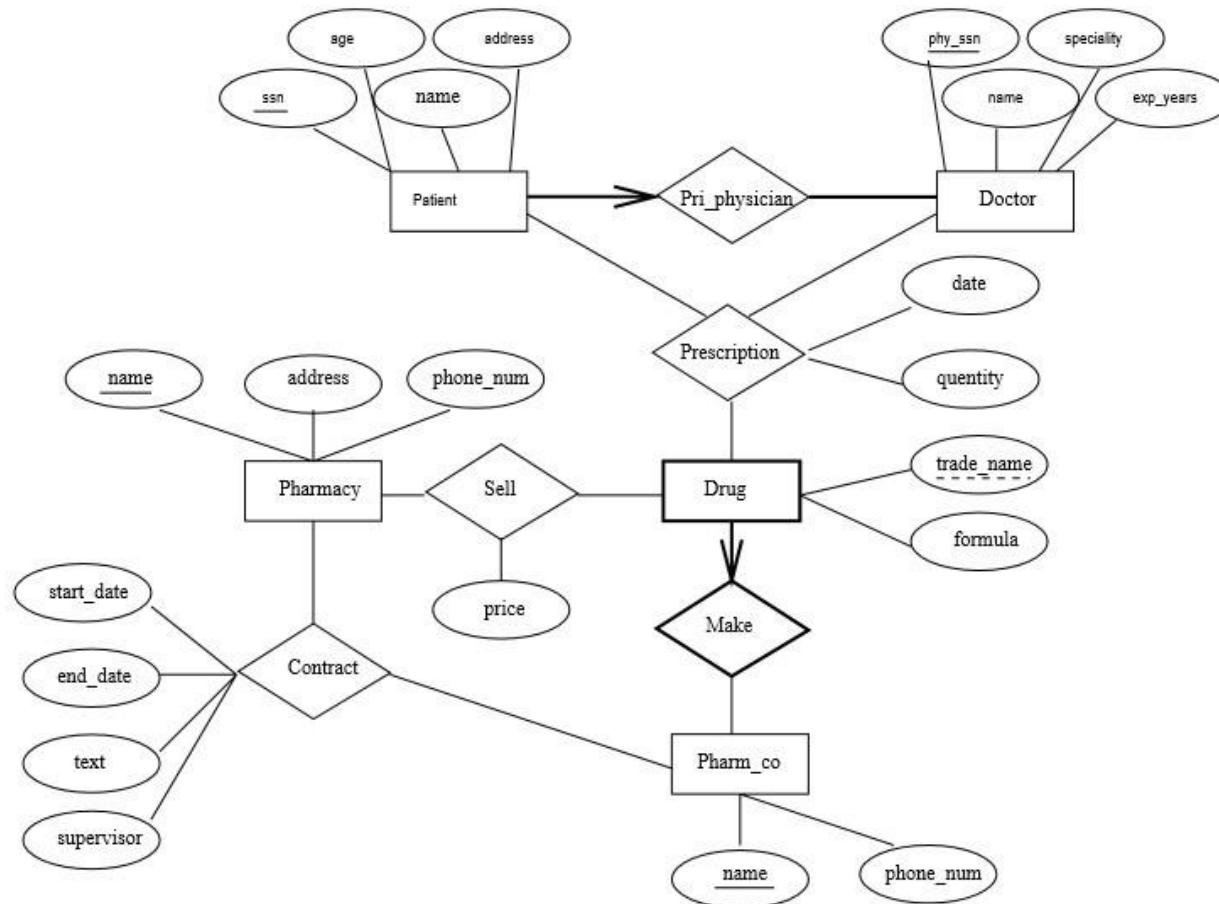 age
address
phy_ssn
speciality
ssn
name
name
exp_years
Patient
Pri_physician
Doctor
date
Prescription
name
address
phone_num
quentity
trade_name
Pharmacy
Sell
Drug
formula
start_date
price
Make
Contract
end_date
text
Pharm_co
supervisor
name
phone_num